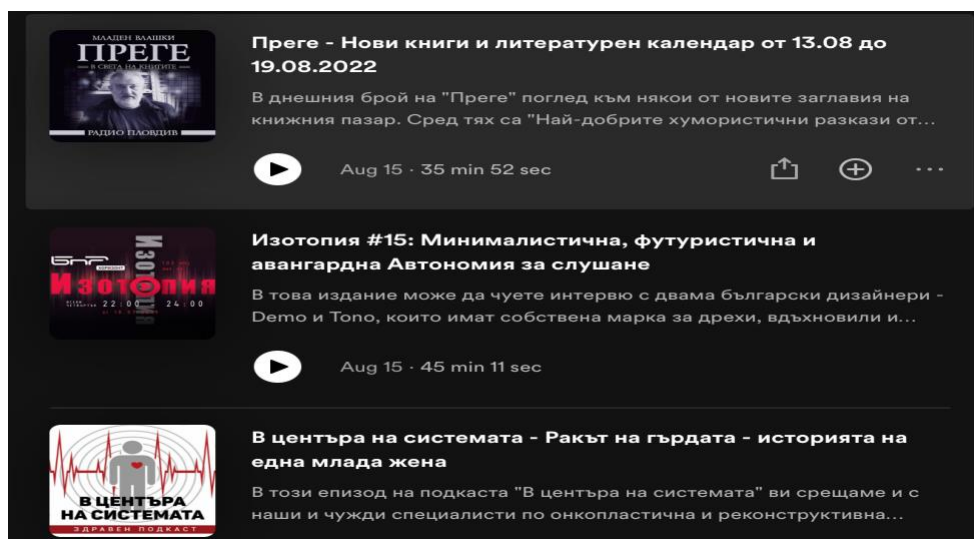 МЛАДЕН ВЛАШКИ
ПРЕГЕ
В СВЕТА НА КНИГИТЕ
РАДИО ПЛОВДИВ
Преге - Нови книги и литературен календар от 13.08 до
19.08.2022
В днешния брой на "Преге" поглед към някои от новите заглавия на
книжния пазар. Сред тях са "Най-добрите хумористични разкази от...
Aug 15 · 35 min 52 sec
БНР
ХОРИЗОНТ
Изотопия
Изотопия
22:00 24:00
Изотопия #15: Минималистична, футуристична и
авангардна Автономия за слушане
В това издание може да чуете интервю с двама български дизайнери -
Demo и Tono, които имат собствена марка за дрехи, вдъхновили и...
Aug 15 · 45 min 11 sec
В ЦЕНТЪРА
НА СИСТЕМАТА
ЗДРАВЕН ПОДКАСТ
В центъра на системата - Ракът на гърдата - историята на
една млада жена
В този епизод на подкаста "В центъра на системата" ви срещаме и с
наши и чужди специалисти по онкопластична и реконструктивна...